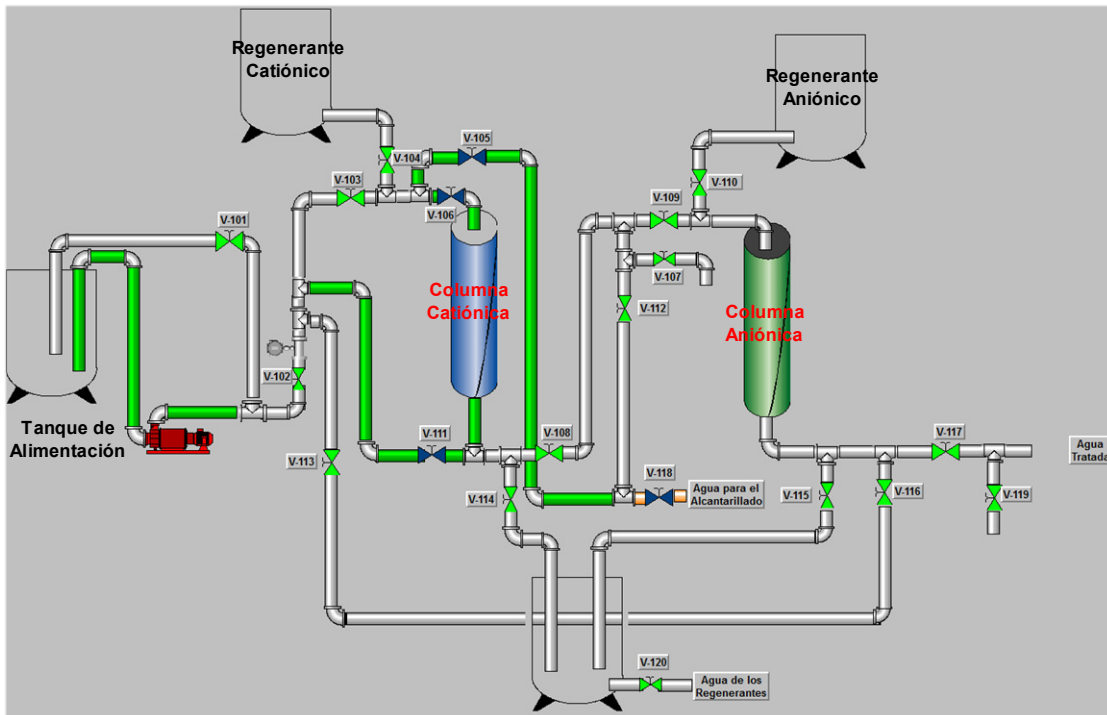 Regenerante
Catiónico
Regenerante
Aniónico
V-105
V-104
V-103
V-106
V-110
V-109
V-101
V-107
Columna
Catiónica
V-112
Columna
Aniónica
V-102
Tanque de
Alimentación
V-111
V-108
V-117
Agua
Tratada
V-113
V-118
Agua para el
Alcantarillado
V-114
V-115
V-116
V-119
V-120
Agua de los
Regenerantes